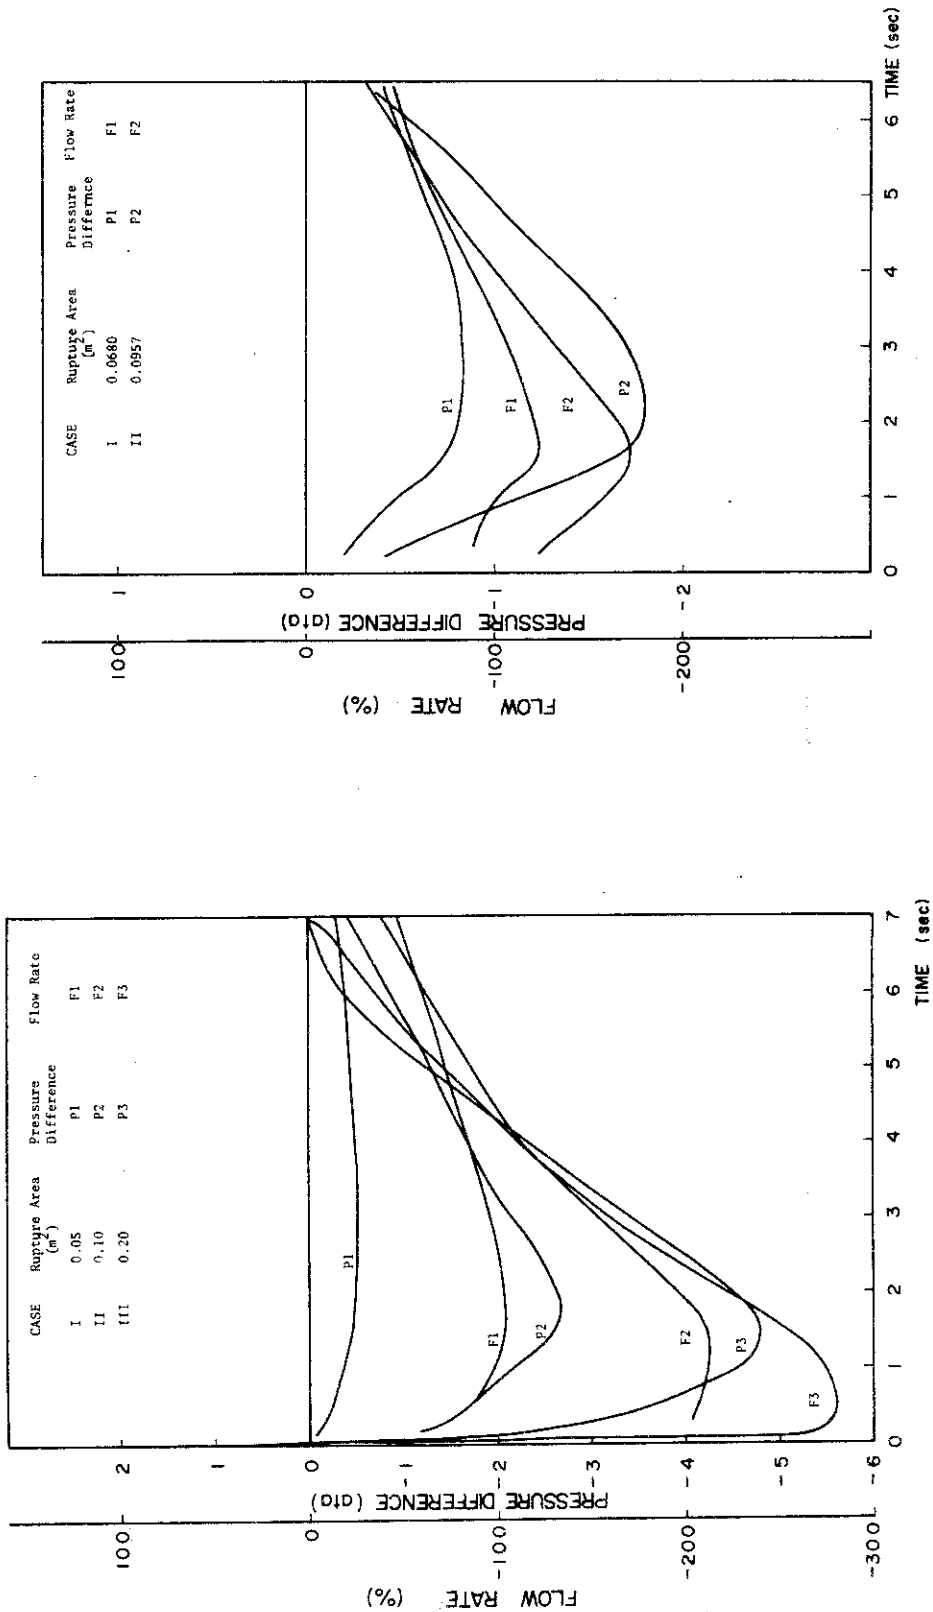 CASE Rupture Area Pressure Flow Rate
(m²) Difference
I 0.05 P1 F1
II 0.10 P2 F2
III 0.20 P3 F3
FLOW RATE (%)
100
0
-100
-200
-300
PRESSURE DIFFERENCE (ata)
2
1
0
-1
-2
-3
-4
-5
-6
P1
F1
P2
F2
P3
F3
0 1 2 3 4 5 6 7
TIME (sec)
CASE Rupture Area Pressure Flow Rate
(m²) Differnce
I 0.0680 P1 F1
II 0.0957 P2 F2
FLOW RATE (%)
100
0
-100
-200
PRESSURE DIFFERENCE (ata)
1
0
-1
-2
P1
F1
F2
P2
0 1 2 3 4 5 6 TIME (sec)